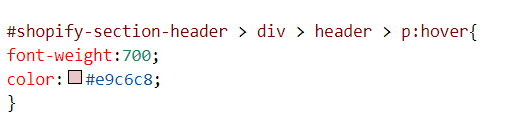 #shopify-section-header > div > header > p:hover{
font-weight:700;
color:#e9c6c8;
}